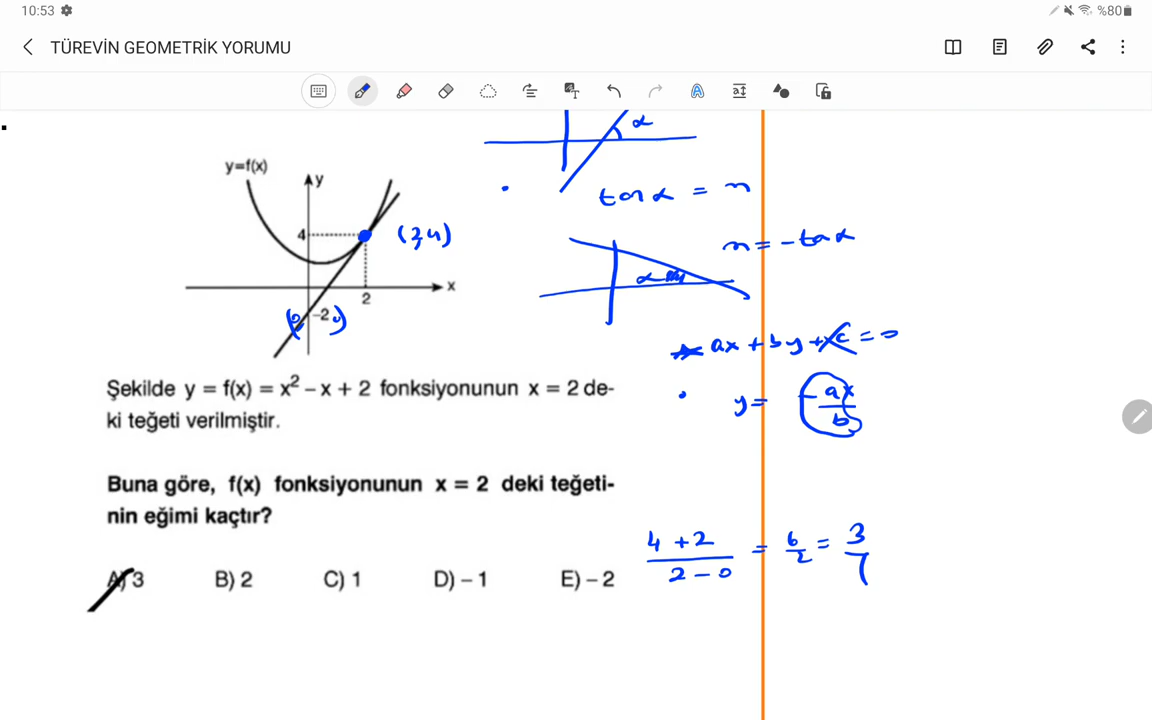 10:53
%80
TÜREVİN GEOMETRİK YORUMU
α
tan α = m
m = -tan α
α
ax + by + c = 0
y = -ax/b
y=f(x)
y
4
(2,4)
x
2
-2
Şekilde y = f(x) = x² – x + 2 fonksiyonunun x = 2 de-
ki teğeti verilmiştir.
Buna göre, f(x) fonksiyonunun x = 2 deki teğeti-
nin eğimi kaçtır?
A) 3 B) 2 C) 1 D) – 1 E) – 2
4 + 2 / 2 - 0 = 6/2 = 3